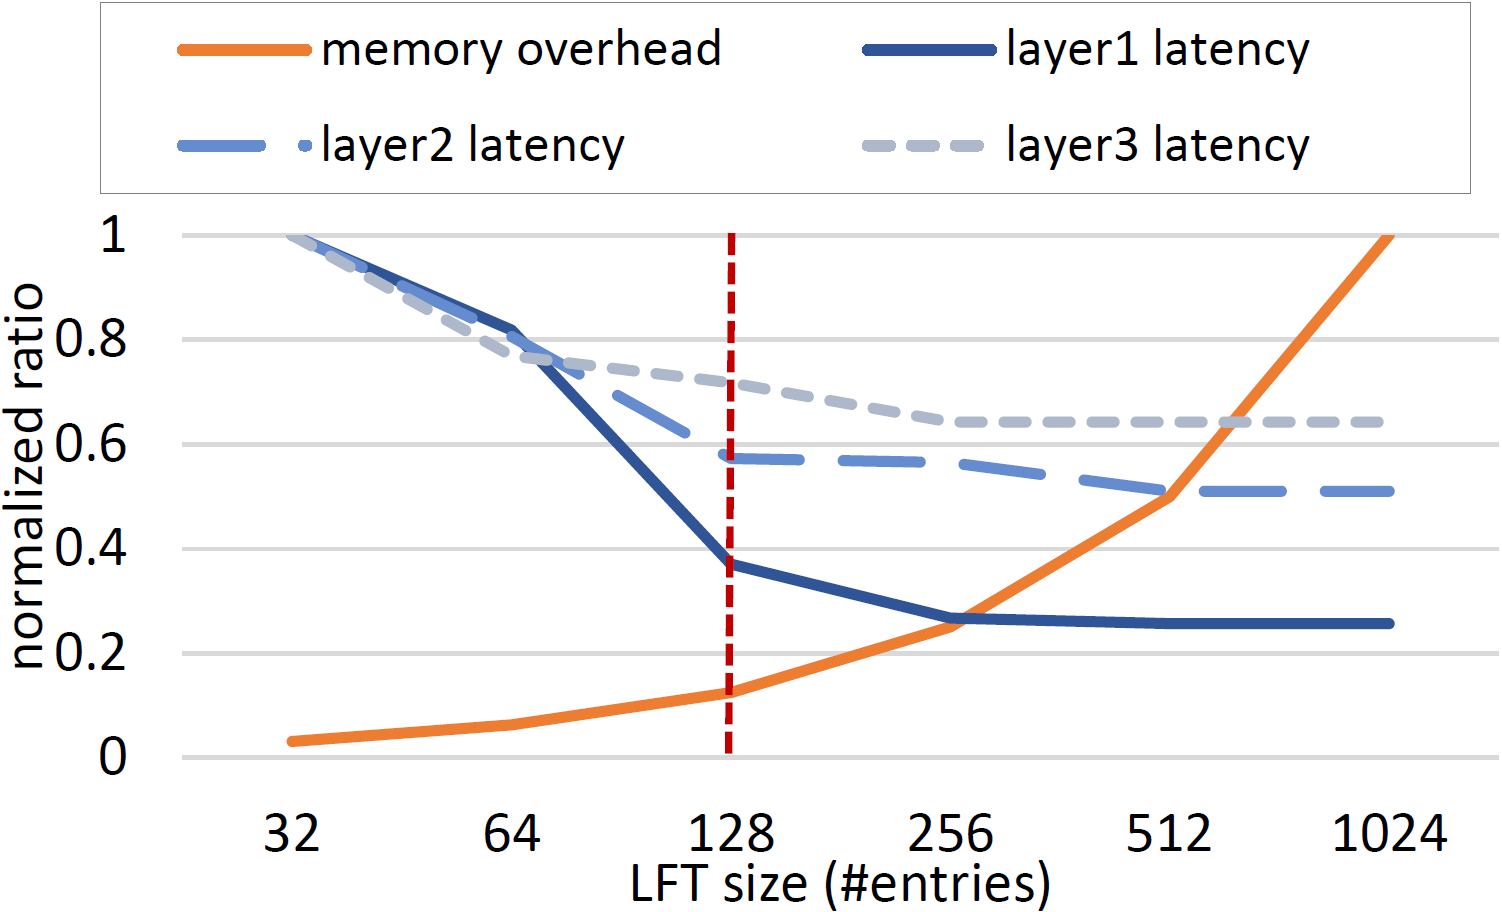 memory overhead
layer1 latency
layer2 latency
layer3 latency
normalized ratio
1
0.8
0.6
0.4
0.2
0
32 64 128 256 512 1024
LFT size (#entries)